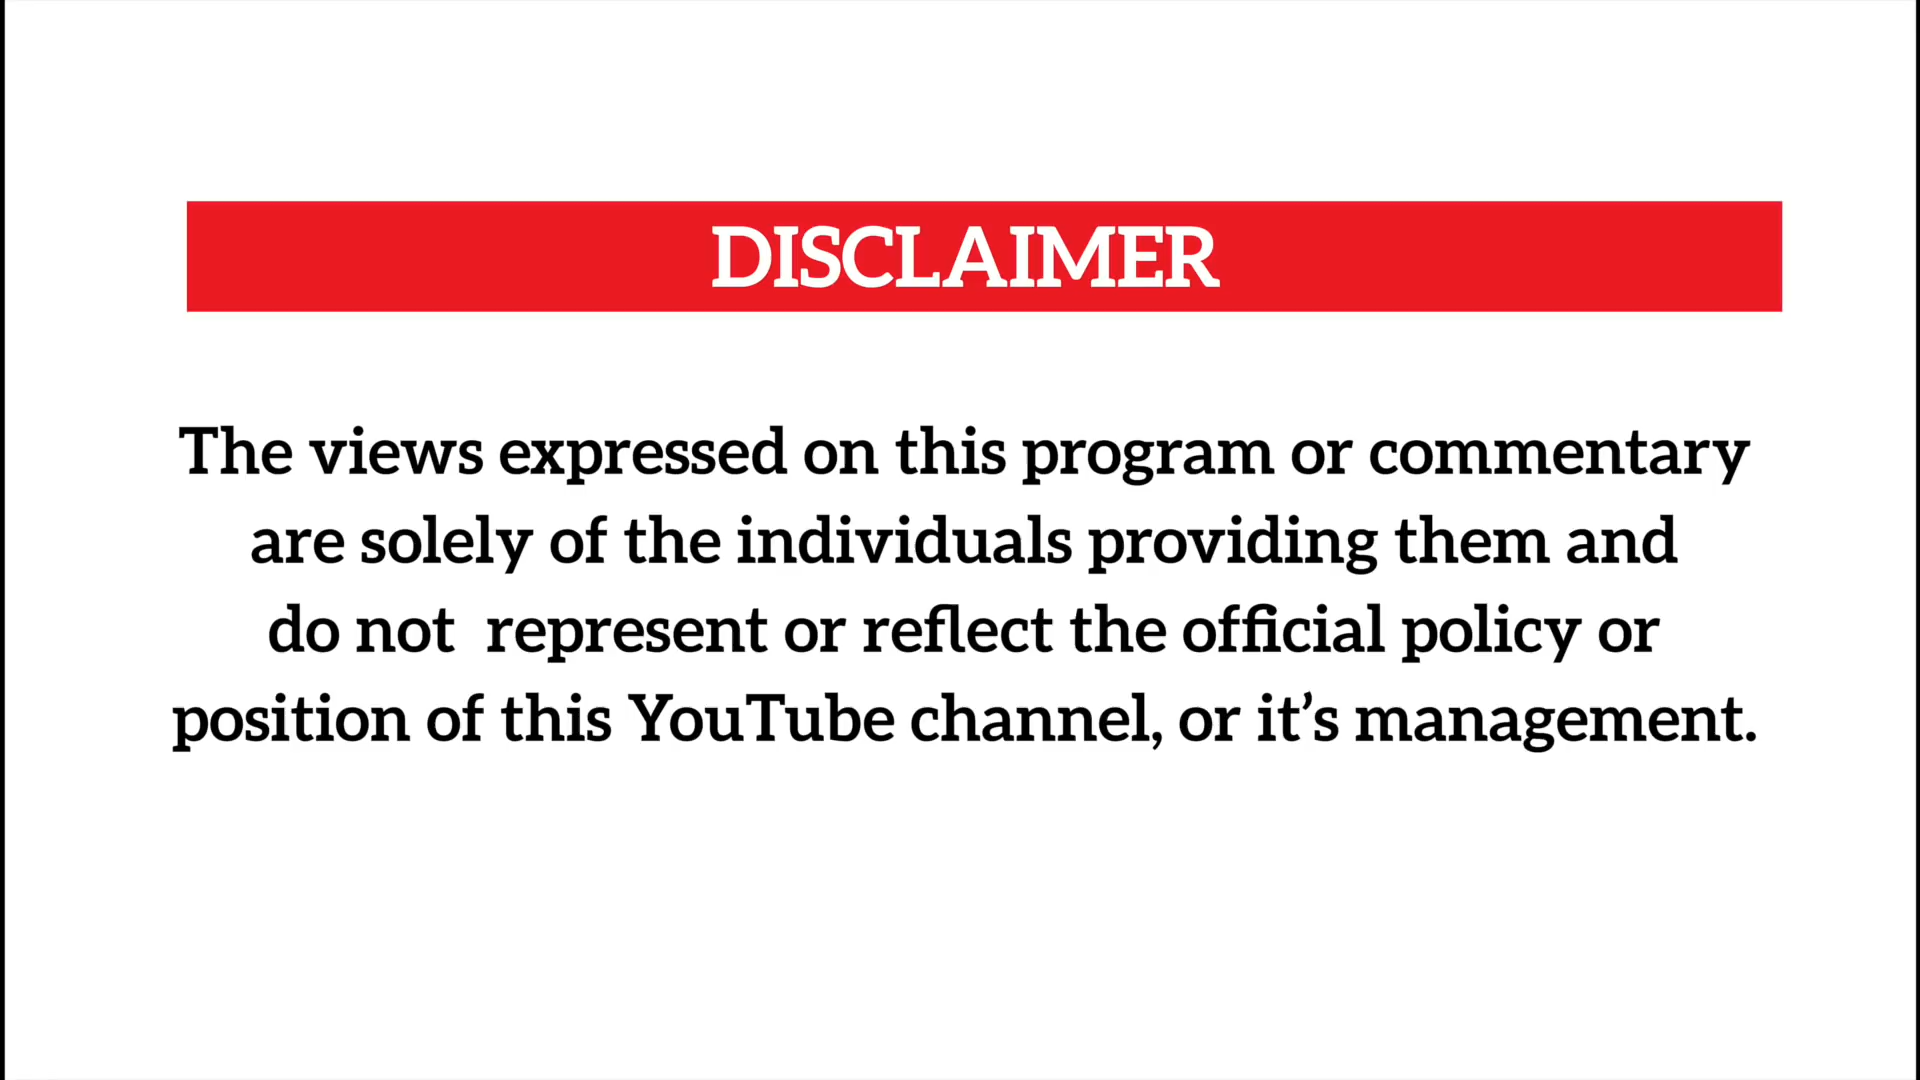 DISCLAIMER
The views expressed on this program or commentary
are solely of the individuals providing them and
do not  represent or reflect the official policy or
position of this YouTube channel, or it’s management.